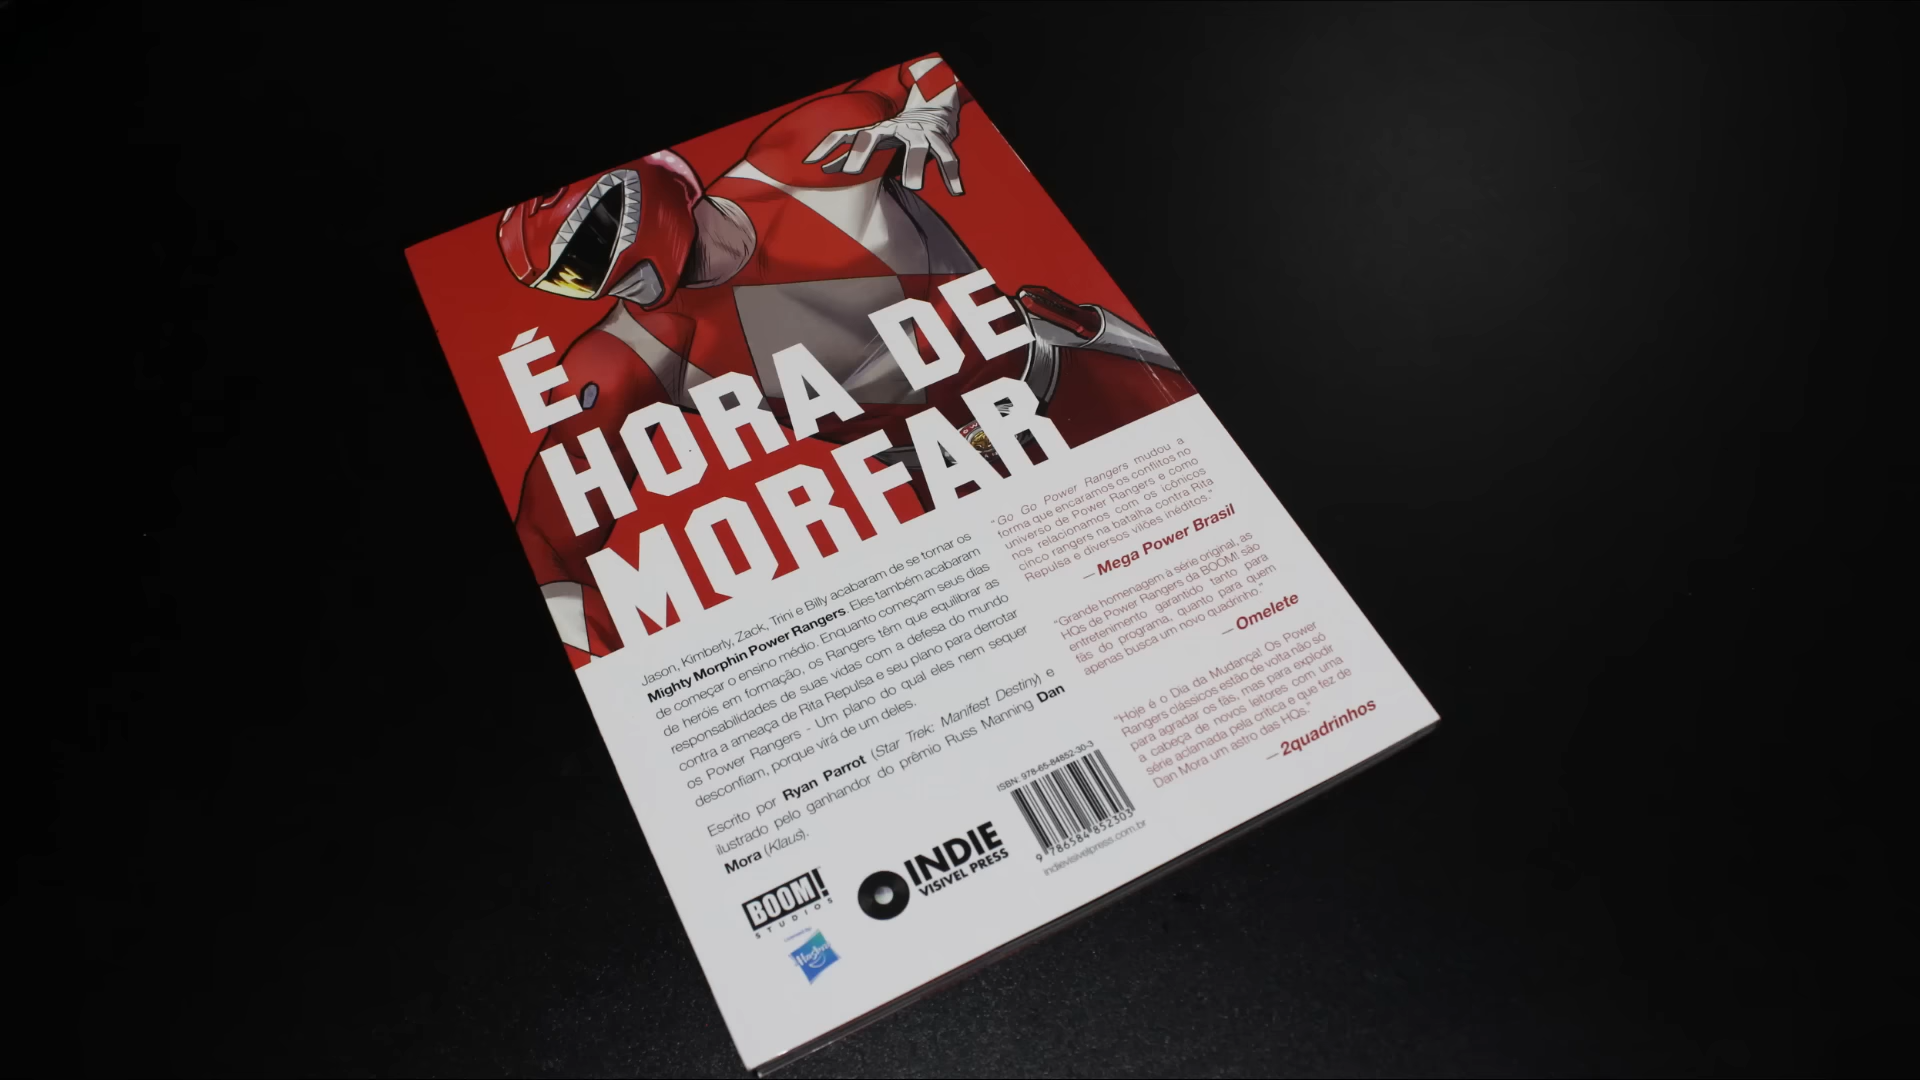 É
HORA DE
MORFAR
Jason, Kimberly, Zack, Trini e Billy acabaram de se tornar os
Mighty Morphin Power Rangers. Eles também acabaram
de começar o ensino médio. Enquanto começam seus dias
de heróis em formação, os Rangers têm que equilibrar as
responsabilidades de suas vidas com a defesa do mundo
contra a ameaça de Rita Repulsa e seu plano para derrotar
os Power Rangers - Um plano do qual eles nem sequer
desconfiam, porque virá de um deles.
Escrito por Ryan Parrot (Star Trek: Manifest Destiny) e
ilustrado pelo ganhador do prêmio Russ Manning Dan
Mora (Klaus).
"Go Go Power Rangers mudou a
forma que encaramos os conflitos no
universo de Power Rangers e como
nos relacionamos com os icônicos
cinco rangers na batalha contra Rita
Repulsa e diversos vilões inéditos."
— Mega Power Brasil
"Grande homenagem à série original, as
HQs de Power Rangers da BOOM! são
entretenimento garantido tanto para
fãs do programa, quanto para quem
apenas busca um novo quadrinho."
— Omelete
"Hoje é o Dia da Mudança! Os Power
Rangers clássicos estão de volta não só
para agradar os fãs, mas para explodir
a cabeça de novos leitores com uma
série aclamada pela crítica e que fez de
Dan Mora um astro das HQs."
— 2quadrinhos
BOOM!
STUDIOS
Hasbro
INDIE
VISIVEL PRESS
ISBN: 978-65-84852-30-3
9 786584 852303
indievisivelpress.com.br